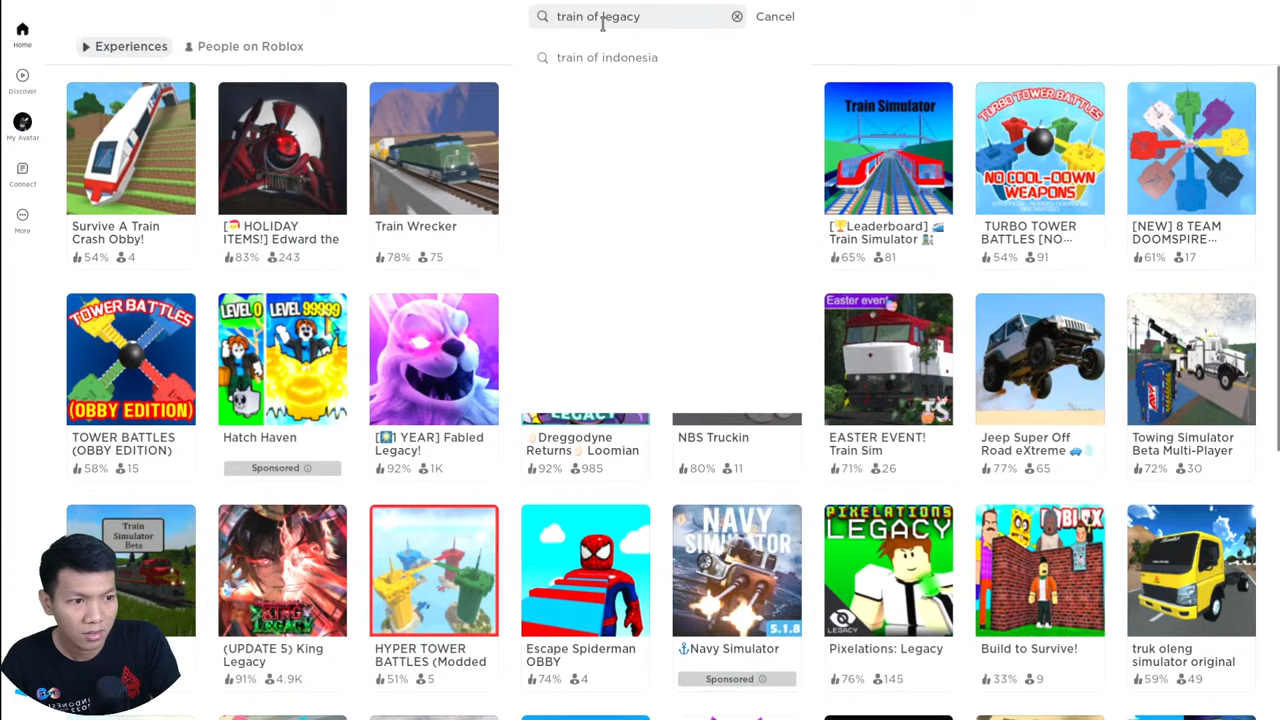 train of legacy
Cancel
Home
Experiences
People on Roblox
train of indonesia
Discover
My Avatar
Connect
More
Train Simulator
TURBO TOWER BATTLES
NO COOL-DOWN
WEAPONS
Survive A Train
Crash Obby!
54% 4
[🎅 HOLIDAY
ITEMS!] Edward the
83% 243
Train Wrecker
78% 75
[🏆Leaderboard] 🚄
Train Simulator
65% 81
TURBO TOWER
BATTLES [NO···
54% 91
[NEW] 8 TEAM
DOOMSPIRE···
61% 17
TOWER BATTLES
(OBBY EDITION)
LEVEL 0 LEVEL 99999
LEGACY
Easter event
TS
TOWER BATTLES
(OBBY EDITION)
58% 15
Hatch Haven
Sponsored
[1 YEAR] Fabled
Legacy!
92% 1K
Dreggodyne
Returns Loomian
92% 985
NBS Truckin
80% 11
EASTER EVENT!
Train Sim
71% 26
Jeep Super Off
Road eXtreme 🚙
77% 65
Towing Simulator
Beta Multi-Player
72% 30
Train
Simulator
Beta
KING
LEGACY
NAVY
SIMULATOR
5.1.8
PIXELATIONS
LEGACY
LEGACY
ROBLOX
(UPDATE 5) King
Legacy
91% 4.9K
HYPER TOWER
BATTLES (Modded
51% 5
Escape Spiderman
OBBY
74% 4
⚓Navy Simulator
Sponsored
Pixelations: Legacy
76% 145
Build to Survive!
33% 9
truk oleng
simulator original
59% 49